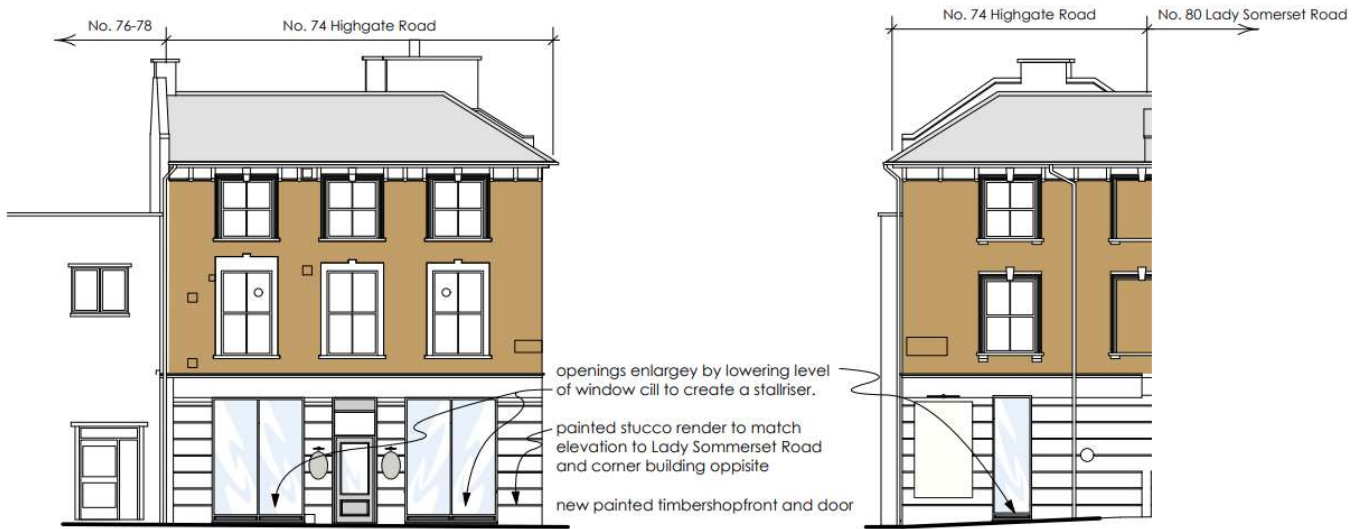 No. 76-78
No. 74 Highgate Road
No. 74 Highgate Road
No. 80 Lady Somerset Road
openings enlargey by lowering level
of window cill to create a stallriser.
painted stucco render to match
elevation to Lady Sommerset Road
and corner building oppisite
new painted timbershopfront and door